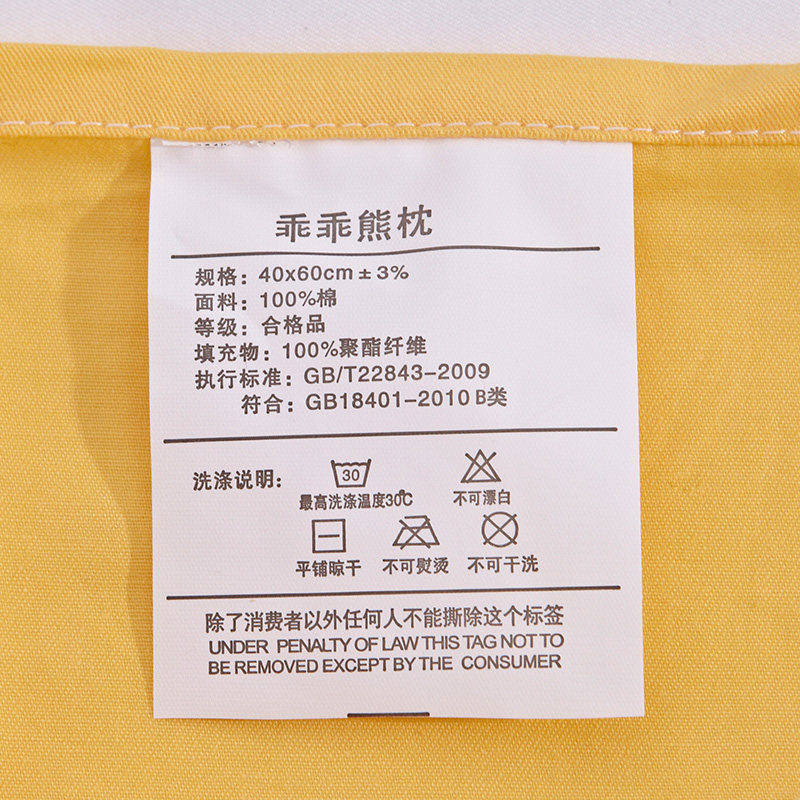 乖乖熊枕
规格：40x60cm±3%
面料：100%棉
等级：合格品
填充物：100%聚酯纤维
执行标准：GB/T22843-2009
符合：GB18401-2010 B类
洗涤说明：
30
最高洗涤温度30℃
不可漂白
平铺晾干
不可熨烫
不可干洗
除了消费者以外任何人不能撕除这个标签
UNDER PENALTY OF LAW THIS TAG NOT TO
BE REMOVED EXCEPT BY THE CONSUMER